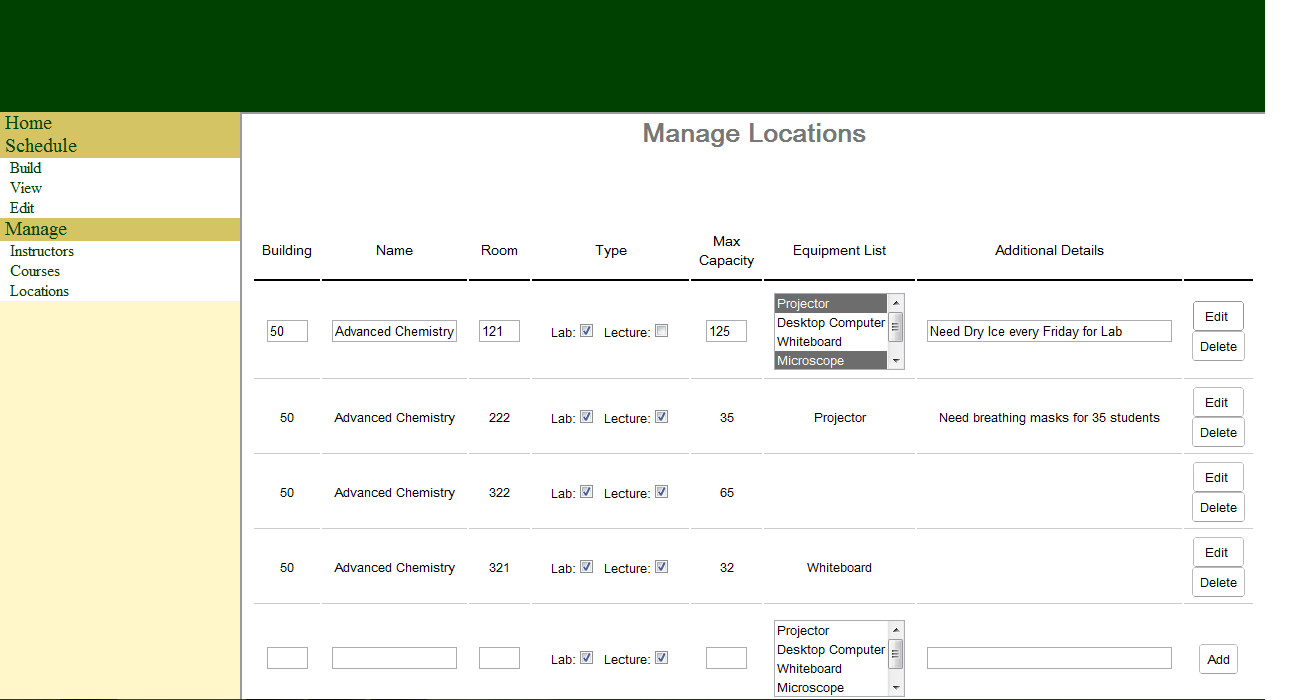 Home
Schedule
Build
View
Edit
Manage
Instructors
Courses
Locations
Manage Locations
Building Name Room Type Max Capacity Equipment List Additional Details
50 Advanced Chemistry 121 Lab: Lecture: 125 Projector Need Dry Ice every Friday for Lab Edit
Desktop Computer Delete
Whiteboard
Microscope
50 Advanced Chemistry 222 Lab: Lecture: 35 Projector Need breathing masks for 35 students Edit
Delete
50 Advanced Chemistry 322 Lab: Lecture: 65 Edit
Delete
50 Advanced Chemistry 321 Lab: Lecture: 32 Whiteboard Edit
Delete
Lab: Lecture: Projector Add
Desktop Computer
Whiteboard
Microscope